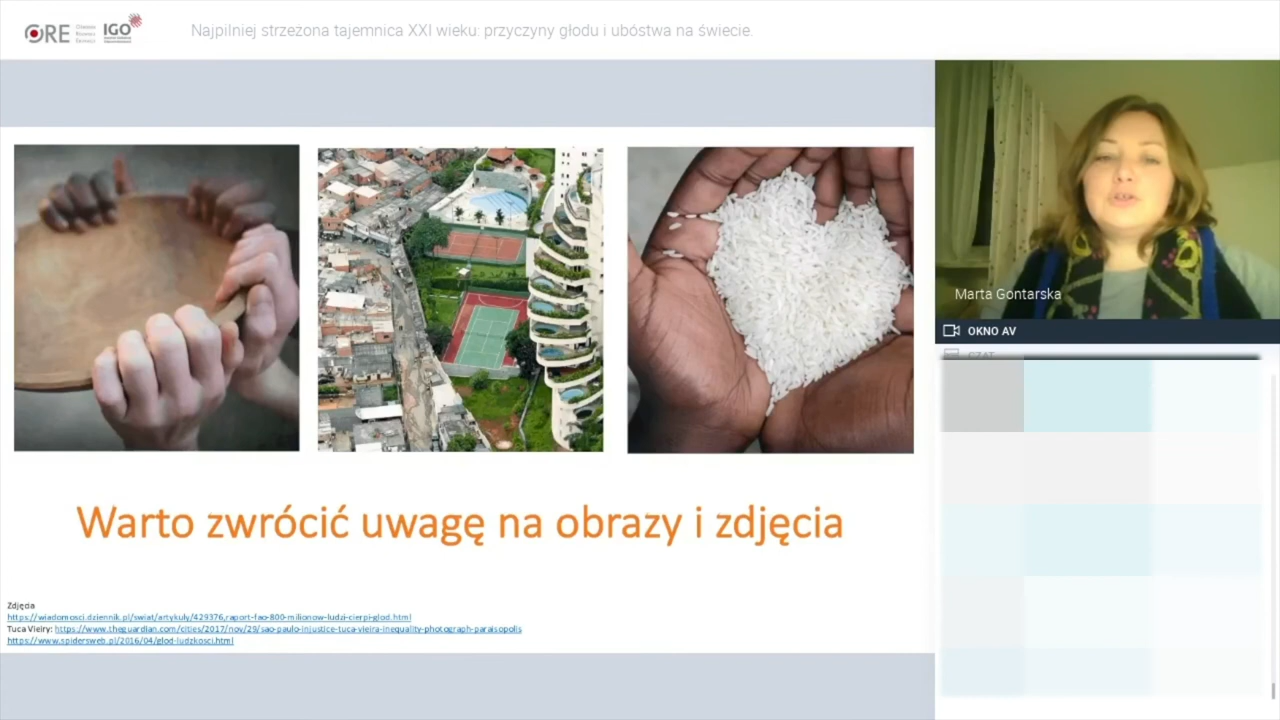 ORE
IGO
Najpilniej strzezona tajemnica XXI wieku: przyczyny głodu i ubóstwa na świecie.
Marta Gontarska
OKNO AV
CZAT
Warto zwrócić uwagę na obrazy i zdjęcia
Zdjęcia
https://wiadomosci.dziennik.pl/swiat/artykuly/429376,raport-fao-800-milionow-ludzi-cierpi-glod.html
Tuca Vielry: https://www.theguardian.com/cities/2017/nov/29/sao-paulo-injustice-tuca-vieira-inequality-photograph-paraisopolis
https://www.spidersweb.pl/2016/04/glod-ludzkosci.html